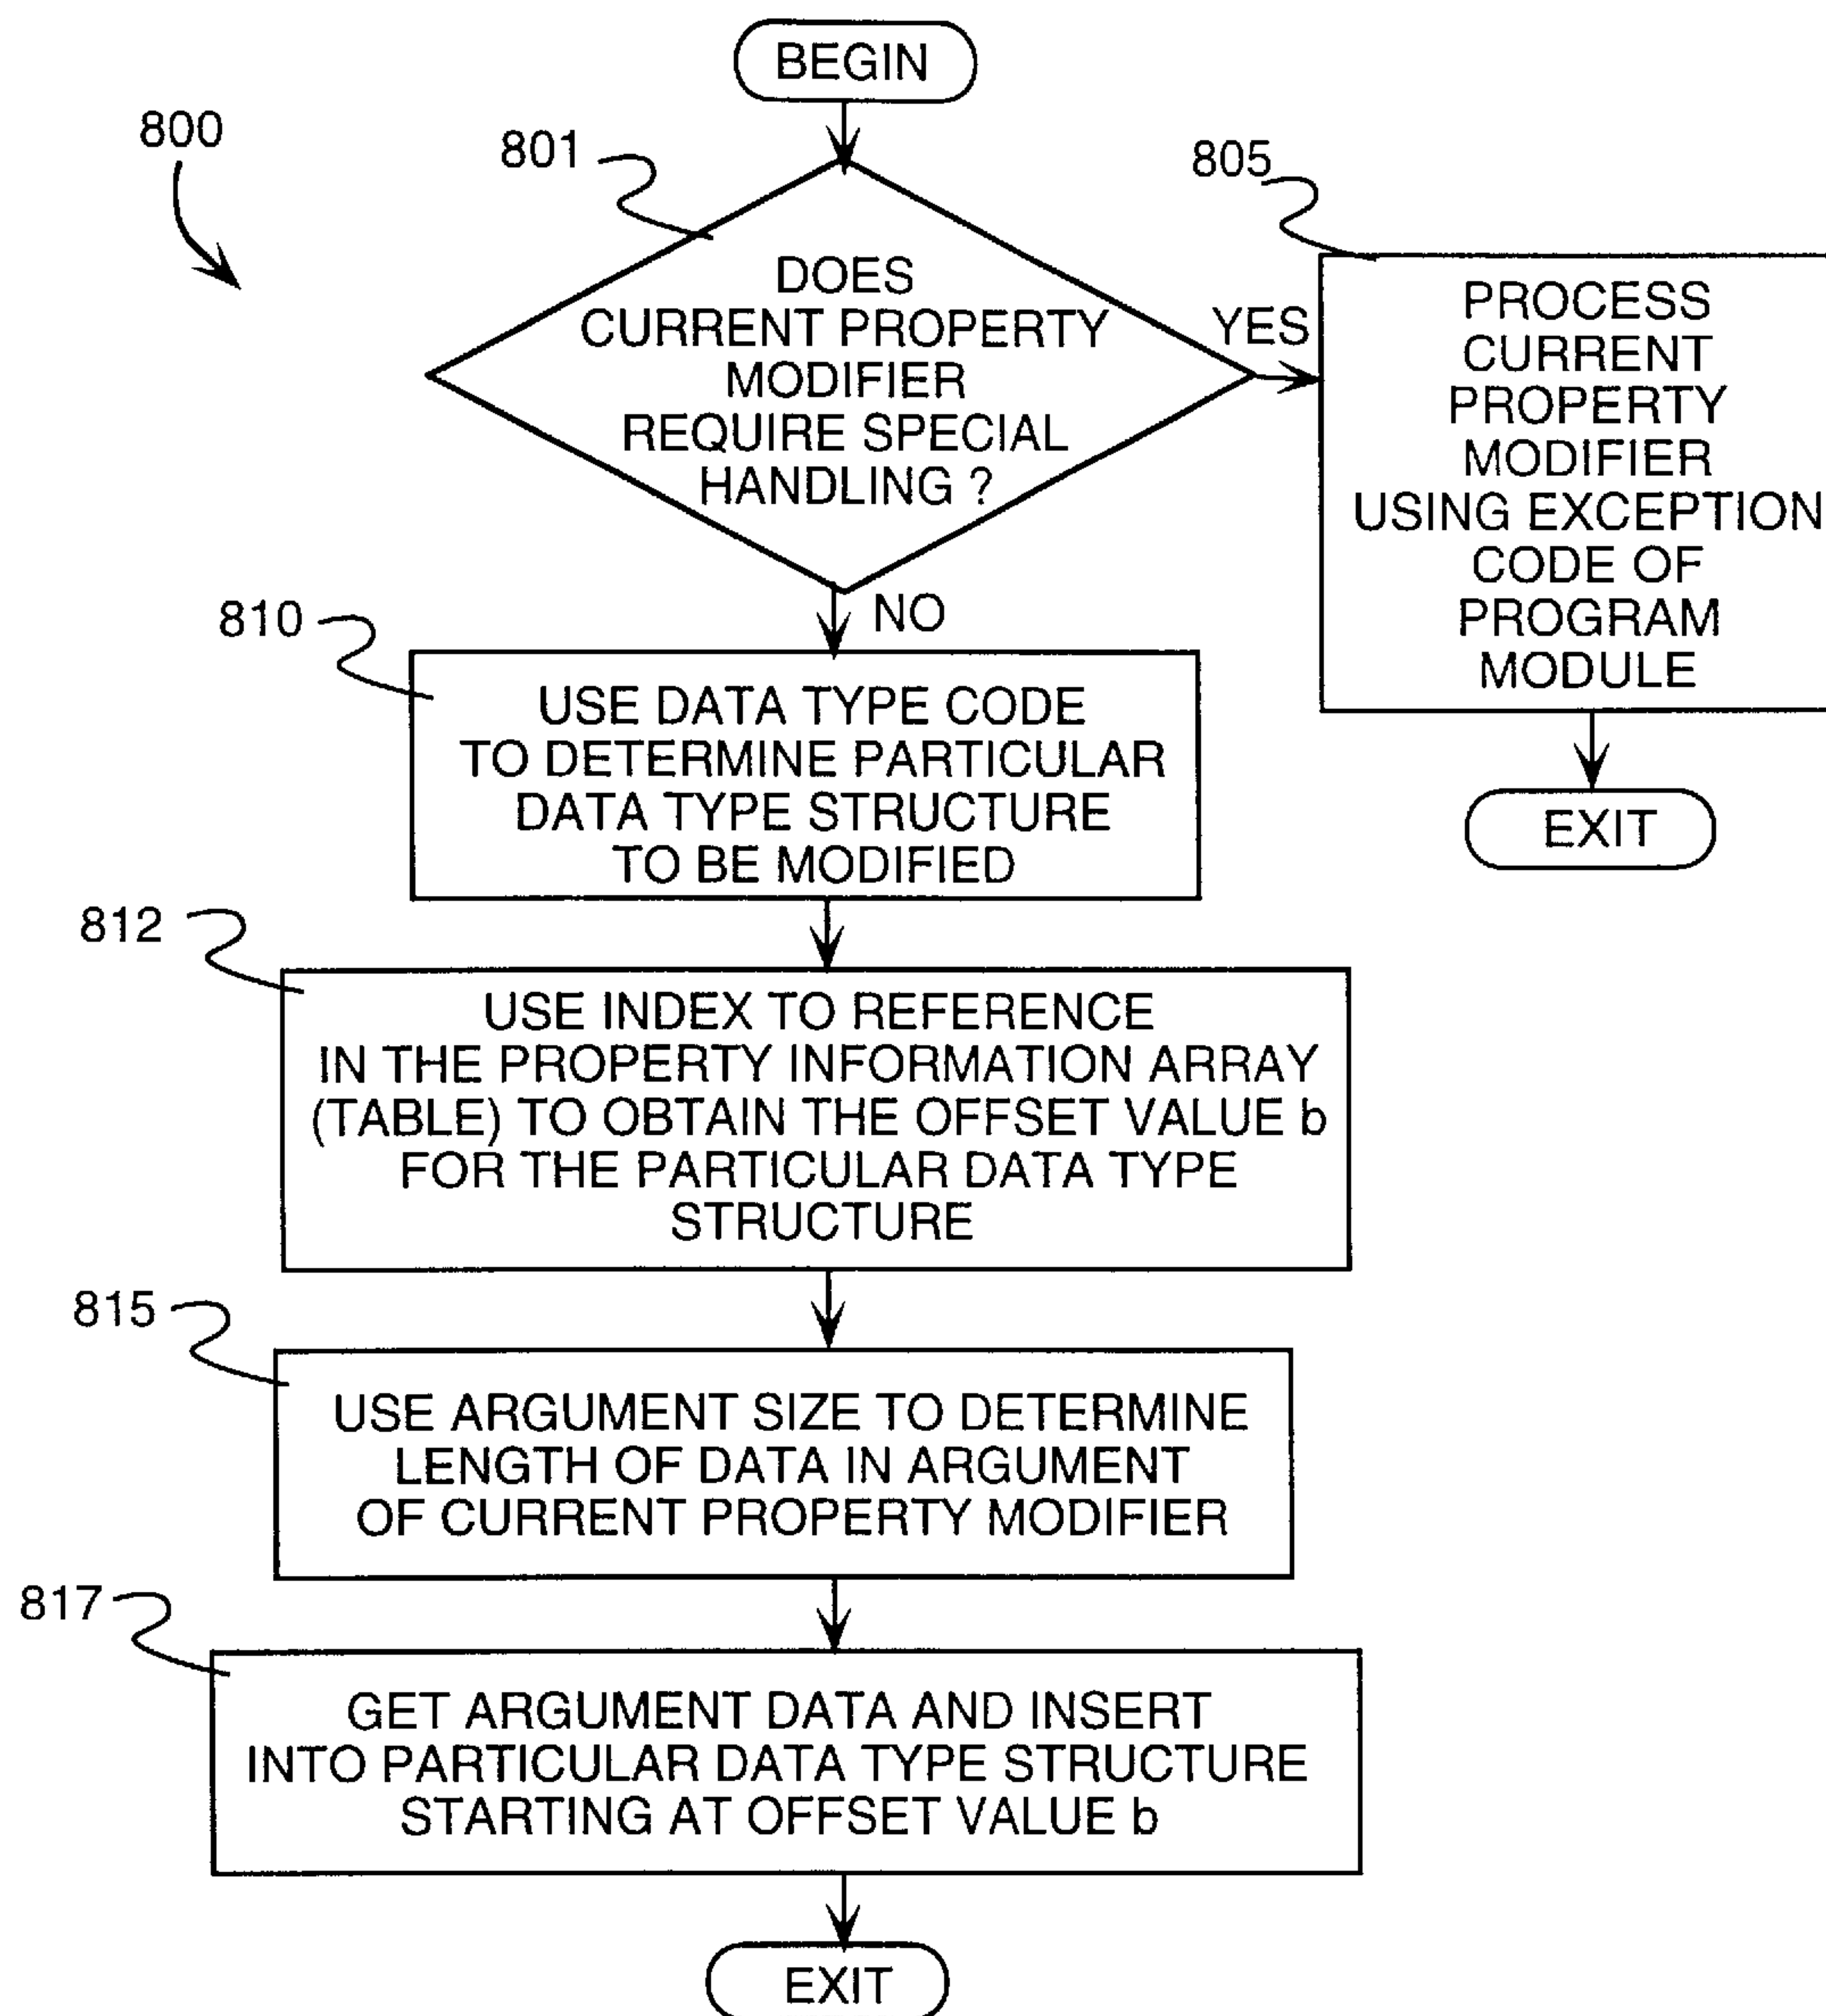 BEGIN
800
801
DOES
CURRENT PROPERTY
MODIFIER
REQUIRE SPECIAL
HANDLING ?
YES
805
PROCESS
CURRENT
PROPERTY
MODIFIER
USING EXCEPTION
CODE OF
PROGRAM
MODULE
EXIT
NO
810
USE DATA TYPE CODE
TO DETERMINE PARTICULAR
DATA TYPE STRUCTURE
TO BE MODIFIED
812
USE INDEX TO REFERENCE
IN THE PROPERTY INFORMATION ARRAY
(TABLE) TO OBTAIN THE OFFSET VALUE b
FOR THE PARTICULAR DATA TYPE
STRUCTURE
815
USE ARGUMENT SIZE TO DETERMINE
LENGTH OF DATA IN ARGUMENT
OF CURRENT PROPERTY MODIFIER
817
GET ARGUMENT DATA AND INSERT
INTO PARTICULAR DATA TYPE STRUCTURE
STARTING AT OFFSET VALUE b
EXIT